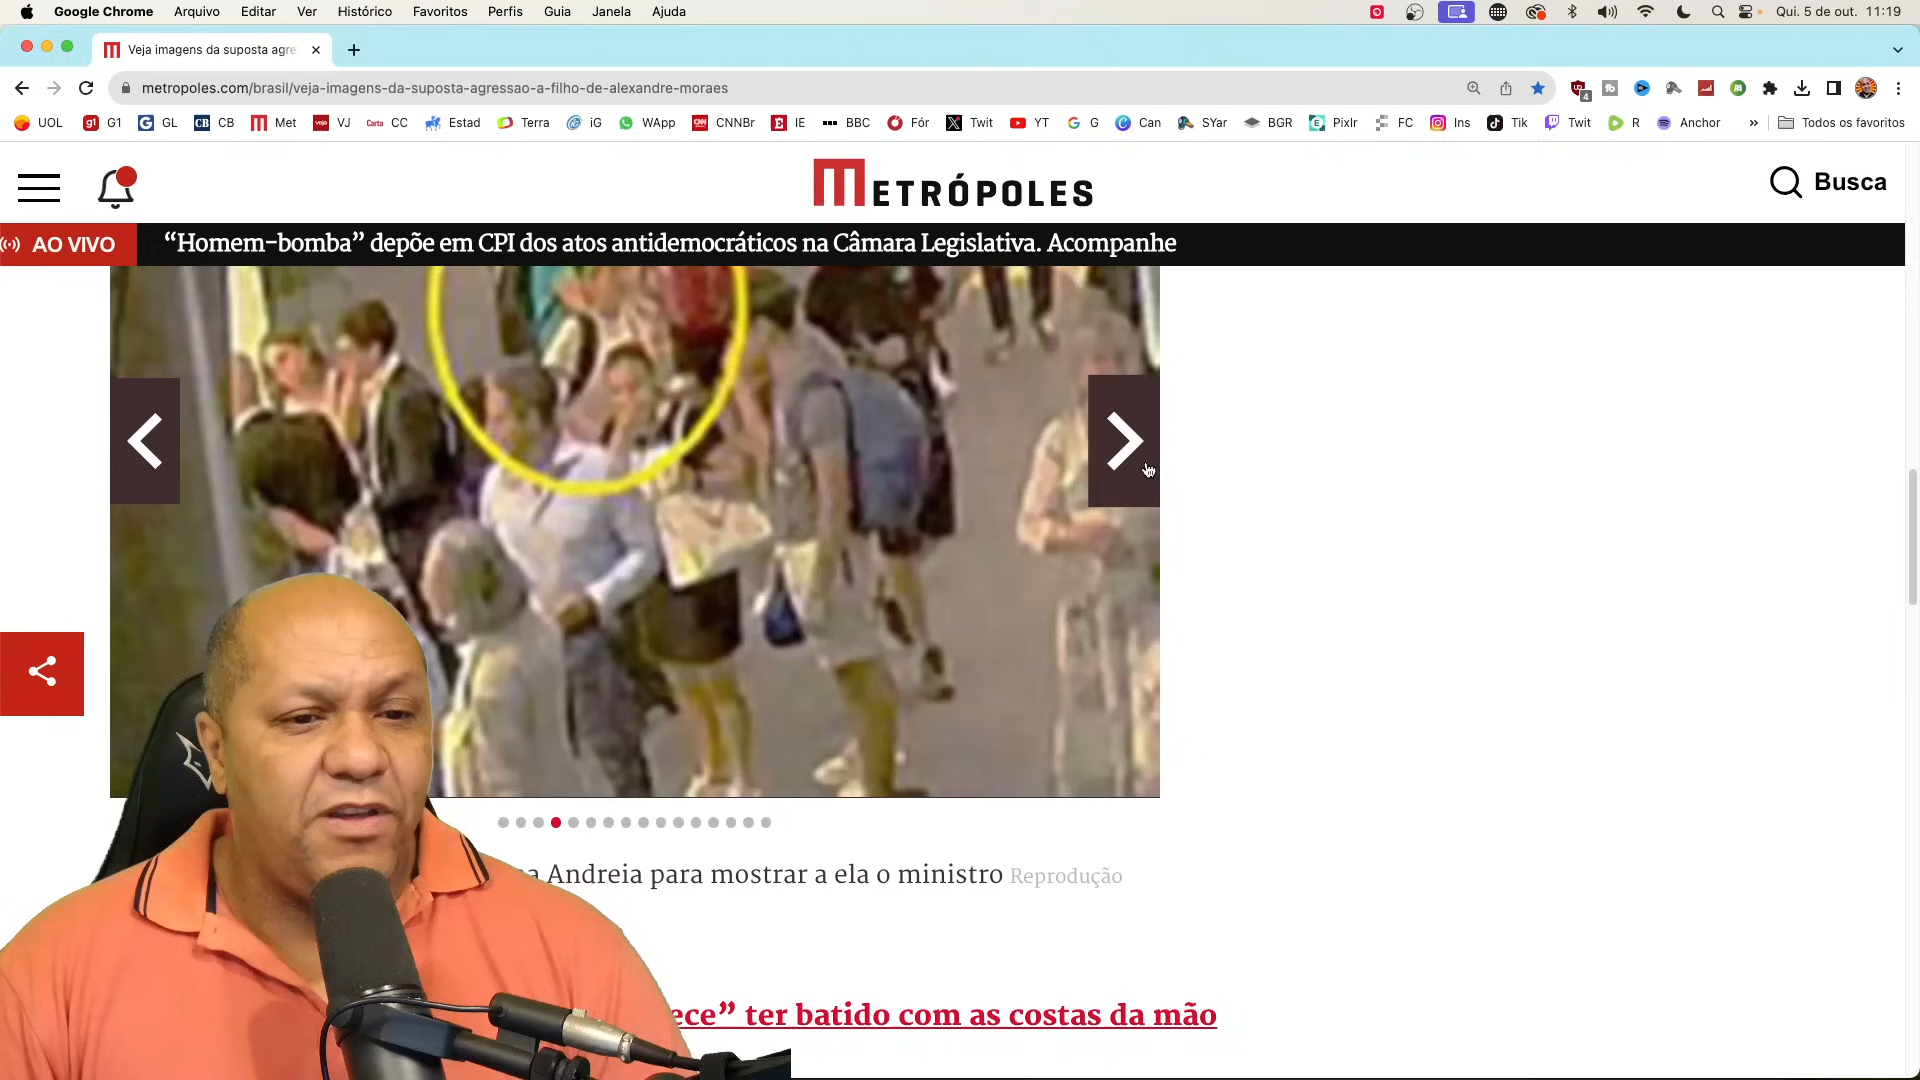 Google Chrome Arquivo Editar Ver Histórico Favoritos Perfis Guia Janela Ajuda Qui. 5 de out. 11:19
Veja imagens da suposta agre
metropoles.com/brasil/veja-imagens-da-suposta-agressao-a-filho-de-alexandre-moraes
UOL G1 GL CB Met VJ CC Estad Terra iG WApp CNNBr IE BBC Fór Twit YT G Can SYar BGR Pixlr FC Ins Tik Twit R Anchor » Todos os favoritos
METRÓPOLES
Busca
AO VIVO “Homem-bomba” depõe em CPI dos atos antidemocráticos na Câmara Legislativa. Acompanhe
Andreia para mostrar a ela o ministro Reprodução
ece” ter batido com as costas da mão